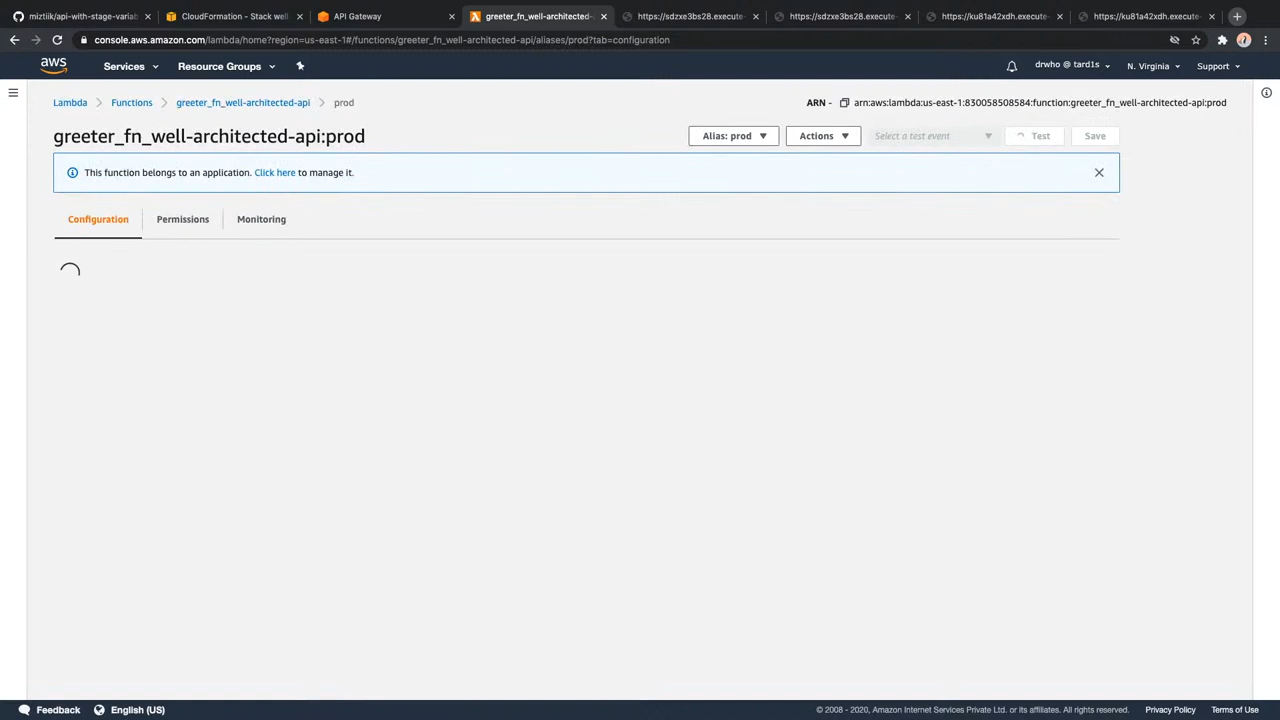 miztiik/api-with-stage-variab
CloudFormation - Stack well
API Gateway
greeter_fn_well-architected-
https://sdzxe3bs28.execute-
https://sdzxe3bs28.execute-
https://ku81a42xdh.execute-
https://ku81a42xdh.execute-
console.aws.amazon.com/lambda/home?region=us-east-1#/functions/greeter_fn_well-architected-api/aliases/prod?tab=configuration
aws
Services
Resource Groups
drwho @ tard1s
N. Virginia
Support
Lambda
Functions
greeter_fn_well-architected-api
prod
ARN - arn:aws:lambda:us-east-1:830058508584:function:greeter_fn_well-architected-api:prod
greeter_fn_well-architected-api:prod
Alias: prod
Actions
Select a test event
Test
Save
This function belongs to an application. Click here to manage it.
Configuration
Permissions
Monitoring
Feedback
English (US)
© 2008 - 2020, Amazon Internet Services Private Ltd. or its affiliates. All rights reserved.
Privacy Policy
Terms of Use